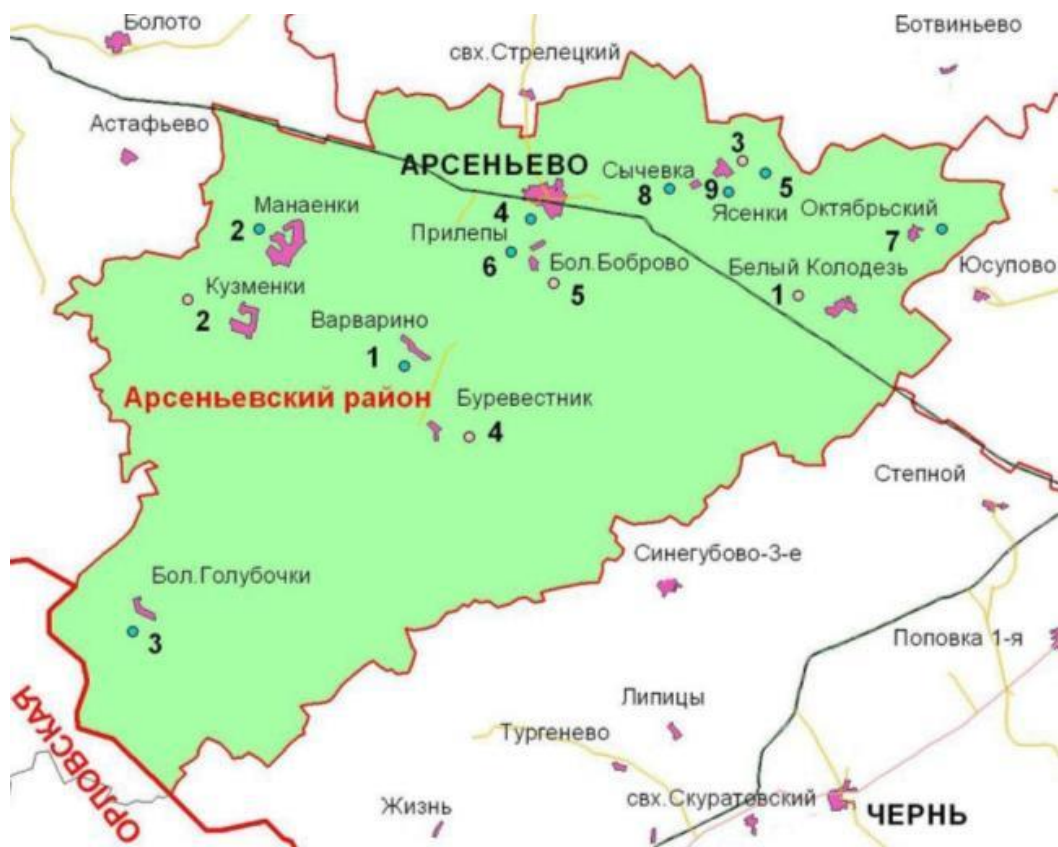 Болото
Ботвиньево
свх.Стрелецкий
Астафьево
АРСЕНЬЕВО
3
Сычевка
5
8
9
Ясенки
Октябрьский
7
Манаенки
2
4
Прилепы
6
Бол.Боброво
5
Белый Колодезь
1
Юсупово
Кузменки
2
Варварино
1
Арсеньевский район
Буревестник
4
Степной
Синегубово-3-е
Бол.Голубочки
3
Поповка 1-я
ОРЛОВСКАЯ
Липицы
Тургенево
Жизнь
свх.Скуратовский
ЧЕРНЬ